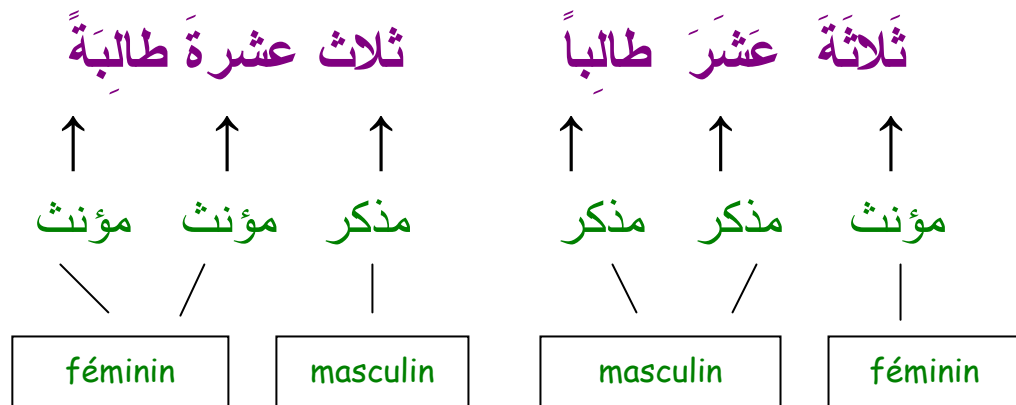 ثَلاثَةَ عَشَرَ طالِباً ثلاث عشرةَ طالِبَةً
مؤنث مذكر مذكر مذكر مؤنث مؤنث
féminin masculin masculin féminin